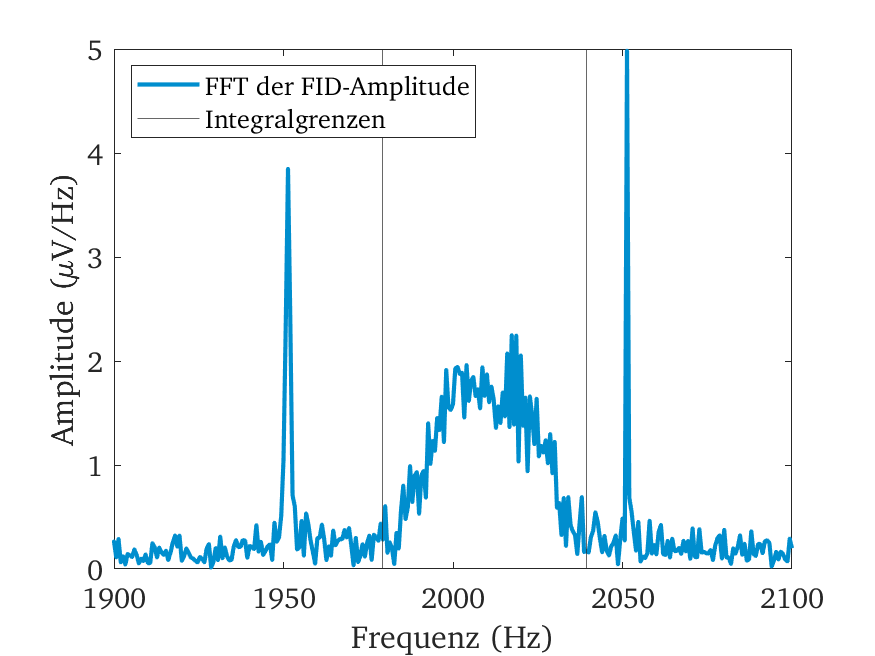 5
FFT der FID-Amplitude
Integralgrenzen
4
3
2
1
0
Amplitude (μV/Hz)
1900 1950 2000 2050 2100
Frequenz (Hz)